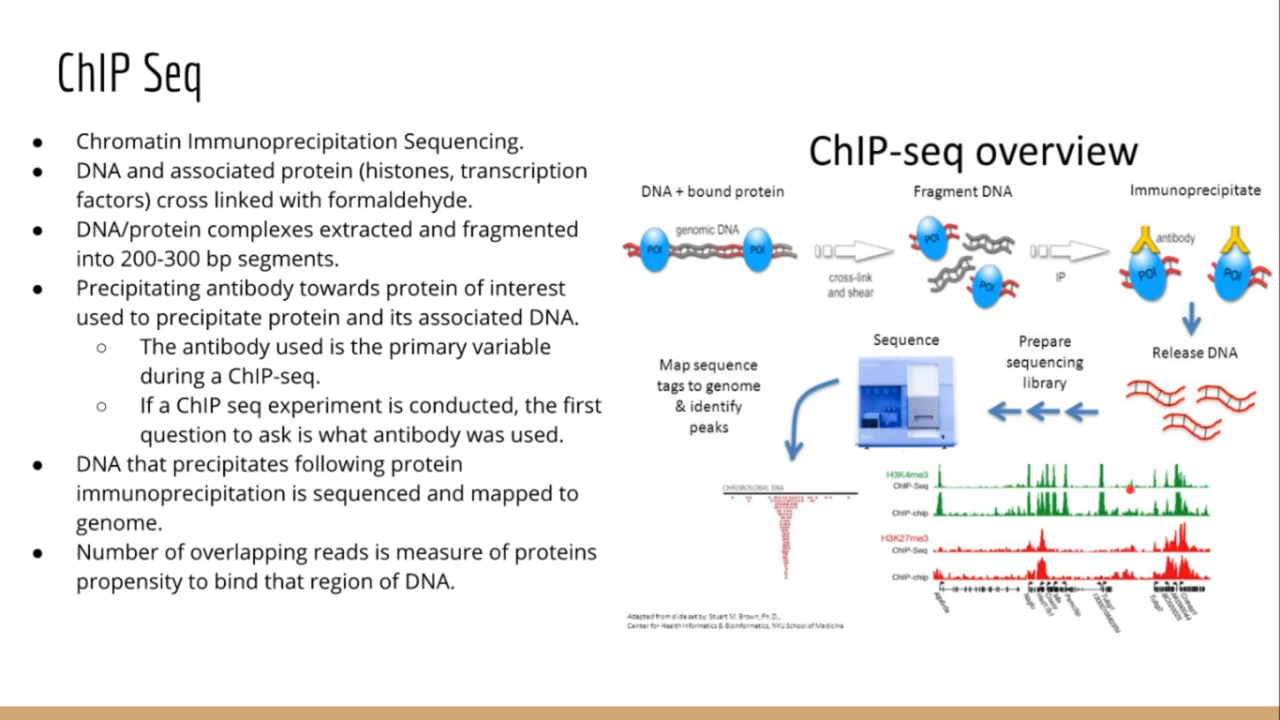 ChIP Seq
● Chromatin Immunoprecipitation Sequencing.
● DNA and associated protein (histones, transcription
factors) cross linked with formaldehyde.
● DNA/protein complexes extracted and fragmented
into 200-300 bp segments.
● Precipitating antibody towards protein of interest
used to precipitate protein and its associated DNA.
○ The antibody used is the primary variable
during a ChIP-seq.
○ If a ChIP seq experiment is conducted, the first
question to ask is what antibody was used.
● DNA that precipitates following protein
immunoprecipitation is sequenced and mapped to
genome.
● Number of overlapping reads is measure of proteins
propensity to bind that region of DNA.
ChIP-seq overview
DNA + bound protein
genomic DNA
POI
POI
cross-link
and shear
Fragment DNA
POI
POI
IP
Immunoprecipitate
antibody
POI
POI
Release DNA
Prepare
sequencing
library
Sequence
Map sequence
tags to genome
& identify
peaks
CHROMOSOMAL DNA
H3K4me3
ChIP-Seq
ChIP-chip
H3K27me3
ChIP-Seq
ChIP-chip
Adapted from slide set by: Stuart M. Brown, Ph.D.,
Center for Health Informatics & Bioinformatics, NYU School of Medicine